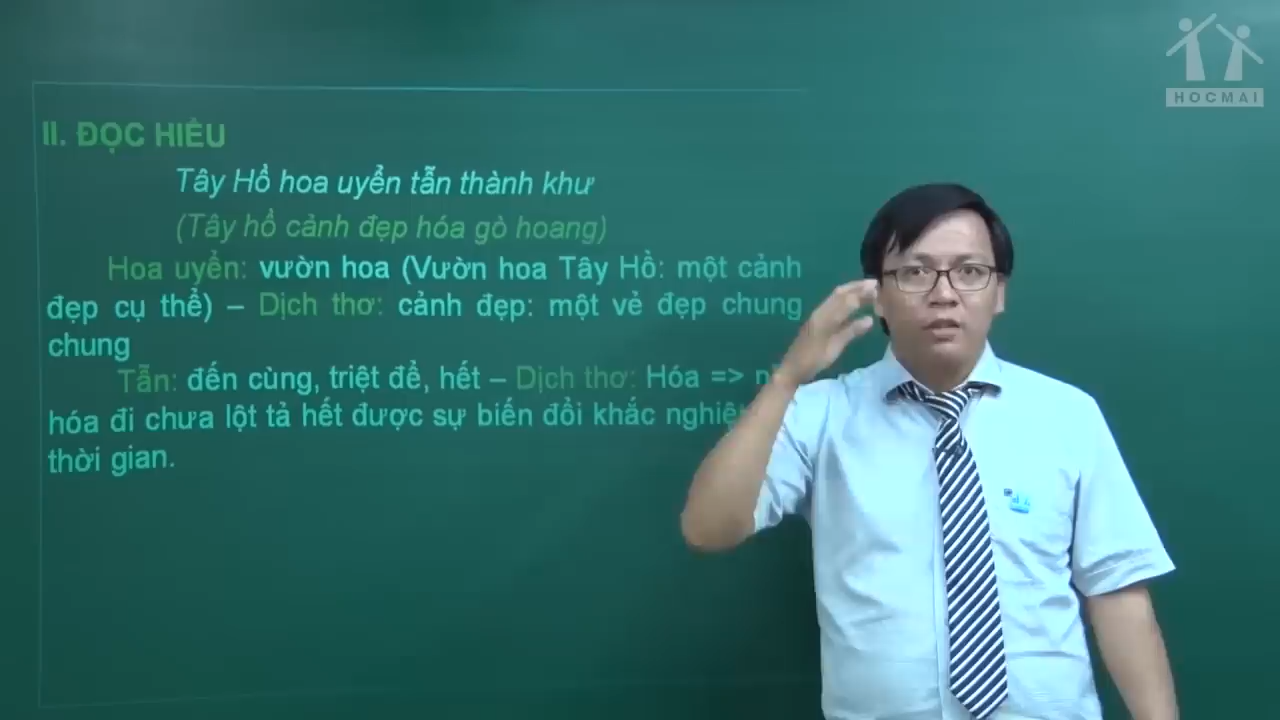 HOCMAI
II. ĐỌC HIỂU
Tây Hồ hoa uyển tẫn thành khư
(Tây hồ cảnh đẹp hóa gò hoang)
Hoa uyển: vườn hoa (Vườn hoa Tây Hồ: một cảnh
đẹp cụ thể) – Dịch thơ: cảnh đẹp: một vẻ đẹp chung
chung
Tẫn: đến cùng, triệt để, hết – Dịch thơ: Hóa =>
hóa đi chưa lột tả hết được sự biến đổi khắc
thời gian.